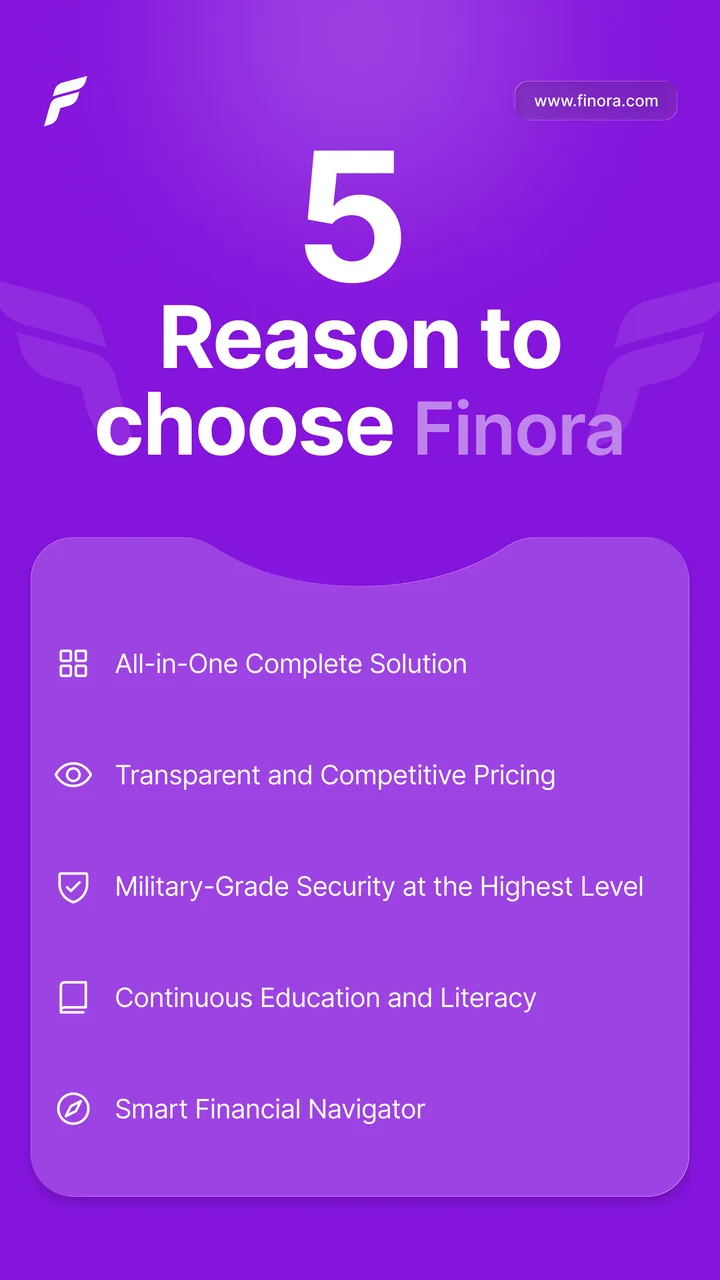 www.finora.com
5
Reason to
choose Finora
All-in-One Complete Solution
Transparent and Competitive Pricing
Military-Grade Security at the Highest Level
Continuous Education and Literacy
Smart Financial Navigator